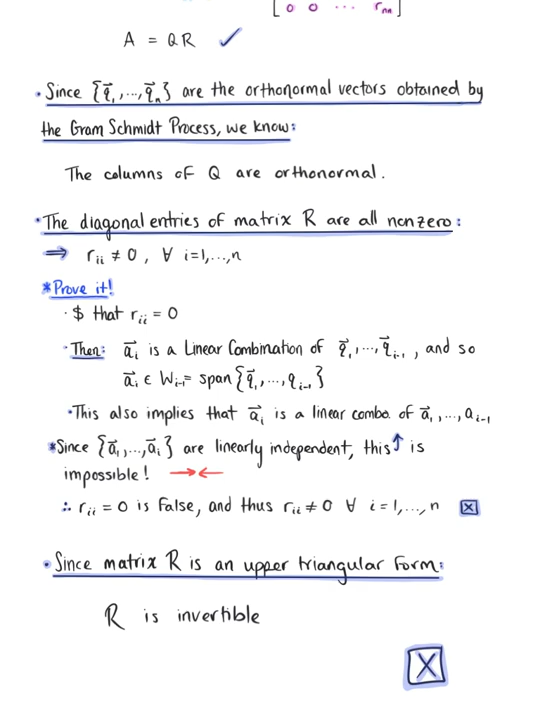 [ 0 0 ... rₙₙ ]
A = QR ✓
• Since {q⃗₁,...,q⃗ₙ} are the orthonormal vectors obtained by
the Gram Schmidt Process, we know:
The columns of Q are orthonormal.
• The diagonal entries of matrix R are all nonzero:
⇒ rᵢᵢ ≠ 0, ∀ i=1,...,n
*Prove it!
• $ that rᵢᵢ = 0
• Then: a⃗ᵢ is a Linear Combination of q⃗₁,...,q⃗ᵢ₋₁, and so
a⃗ᵢ ∈ Wᵢ₋₁= span{q⃗₁,...,qᵢ₋₁}
• This also implies that a⃗ᵢ is a linear combo. of a⃗₁,...,aᵢ₋₁
*Since {a⃗₁,...,a⃗ᵢ} are linearly independent, this↑ is
impossible! →←
∴ rᵢᵢ = 0 is False, and thus rᵢᵢ ≠ 0 ∀ i=1,...,n ☒
• Since matrix R is an upper triangular form:
R is invertible
☒